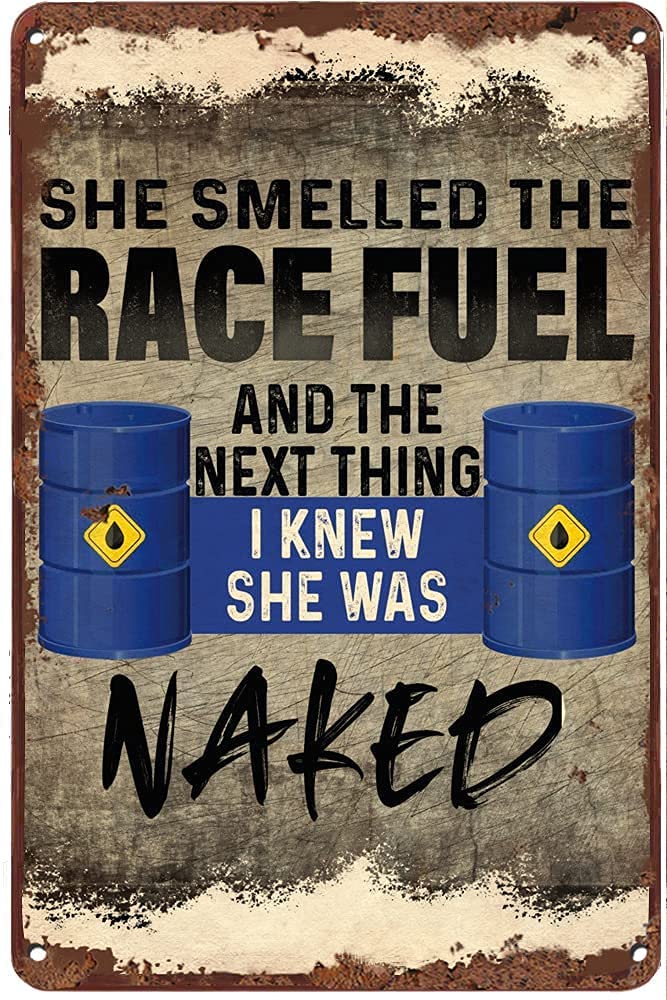 SHE SMELLED THE
RACE FUEL
AND THE
NEXT THING
I KNEW
SHE WAS
NAKED